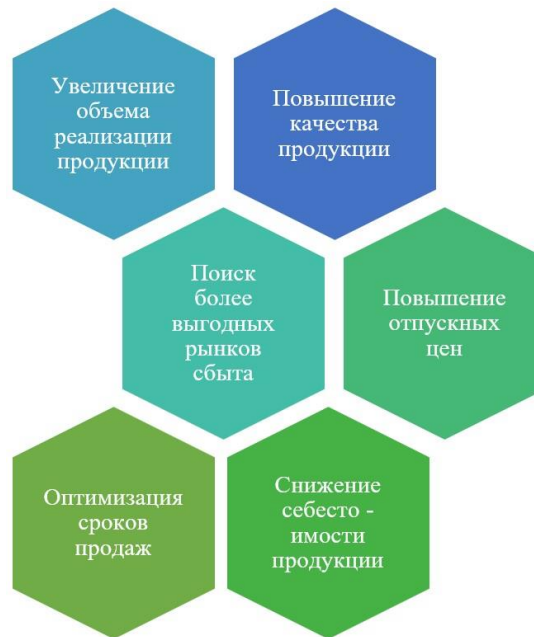 Увеличение
объема
реализации
продукции
Повышение
качества
продукции
Поиск
более
выгодных
рынков
сбыта
Повышение
отпускных
цен
Оптимизация
сроков
продаж
Снижение
себесто -
имости
продукции